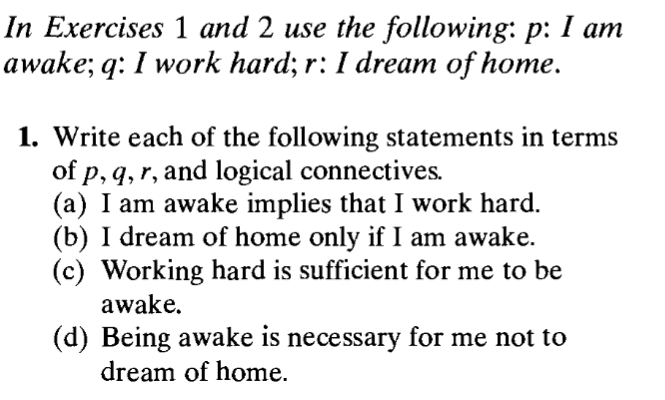 In Exercises 1 and 2 use the following: p: I am
awake; q: I work hard; r: I dream of home.
1. Write each of the following statements in terms
of p, q, r, and logical connectives.
(a) I am awake implies that I work hard.
(b) I dream of home only if I am awake.
(c) Working hard is sufficient for me to be
awake.
(d) Being awake is necessary for me not to
dream of home.